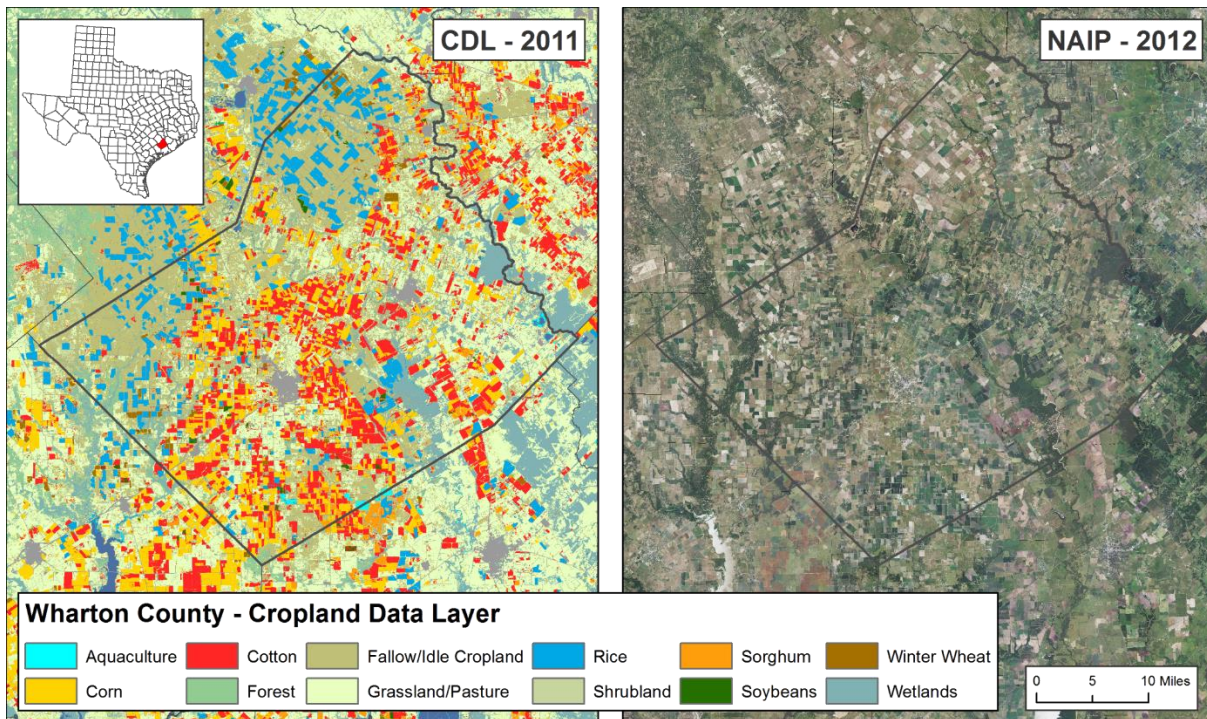 CDL - 2011
NAIP - 2012
Wharton County - Cropland Data Layer
Aquaculture Cotton Fallow/Idle Cropland Rice Sorghum Winter Wheat
Corn Forest Grassland/Pasture Shrubland Soybeans Wetlands
0 5 10 Miles